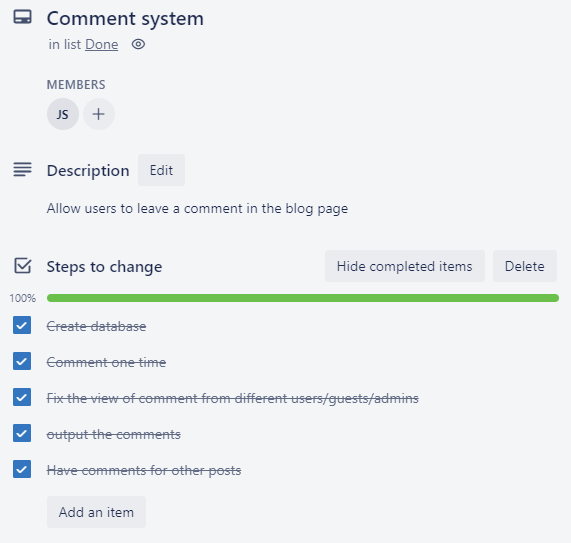 Comment system
in list Done
MEMBERS
JS
Description Edit
Allow users to leave a comment in the blog page
Steps to change Hide completed items Delete
100%
Create database
Comment one time
Fix the view of comment from different users/guests/admins
output the comments
Have comments for other posts
Add an item